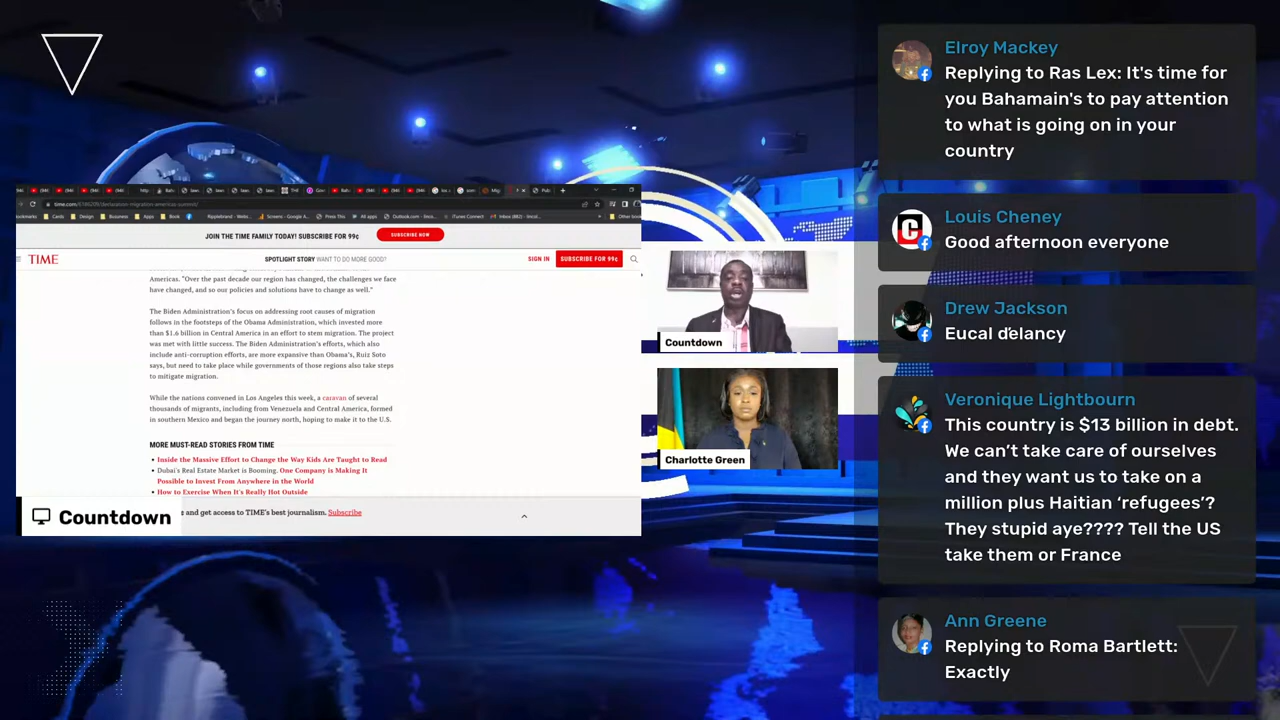 JOIN THE TIME FAMILY TODAY! SUBSCRIBE FOR 99¢
SUBSCRIBE NOW
TIME
SPOTLIGHT STORY WANT TO DO MORE GOOD?
SIGN IN
SUBSCRIBE FOR 99¢
Americas. “Over the past decade our region has changed, the challenges we face
have changed, and so our policies and solutions have to change as well.”
The Biden Administration’s focus on addressing root causes of migration
follows in the footsteps of the Obama Administration, which invested more
than $1.6 billion in Central America in an effort to stem migration. The project
was met with little success. The Biden Administration’s efforts, which also
include anti-corruption efforts, are more expansive than Obama’s, Ruiz Soto
says, but need to take place while governments of those regions also take steps
to mitigate migration.
While the nations convened in Los Angeles this week, a caravan of several
thousands of migrants, including from Venezuela and Central America, formed
in southern Mexico and began the journey north, hoping to make it to the U.S.
MORE MUST-READ STORIES FROM TIME
• Inside the Massive Effort to Change the Way Kids Are Taught to Read
• Dubai's Real Estate Market is Booming. One Company is Making It
Possible to Invest From Anywhere in the World
• How to Exercise When It's Really Hot Outside
and get access to TIME's best journalism. Subscribe
Countdown
Countdown
Charlotte Green
Elroy Mackey
Replying to Ras Lex: It's time for
you Bahamain's to pay attention
to what is going on in your
country
Louis Cheney
Good afternoon everyone
Drew Jackson
Eucal delancy
Veronique Lightbourn
This country is $13 billion in debt.
We can't take care of ourselves
and they want us to take in a
million plus Haitian ‘refugees’?
They stupid aye???? Tell the US
take them or France
Ann Greene
Replying to Roma Bartlett:
Exactly